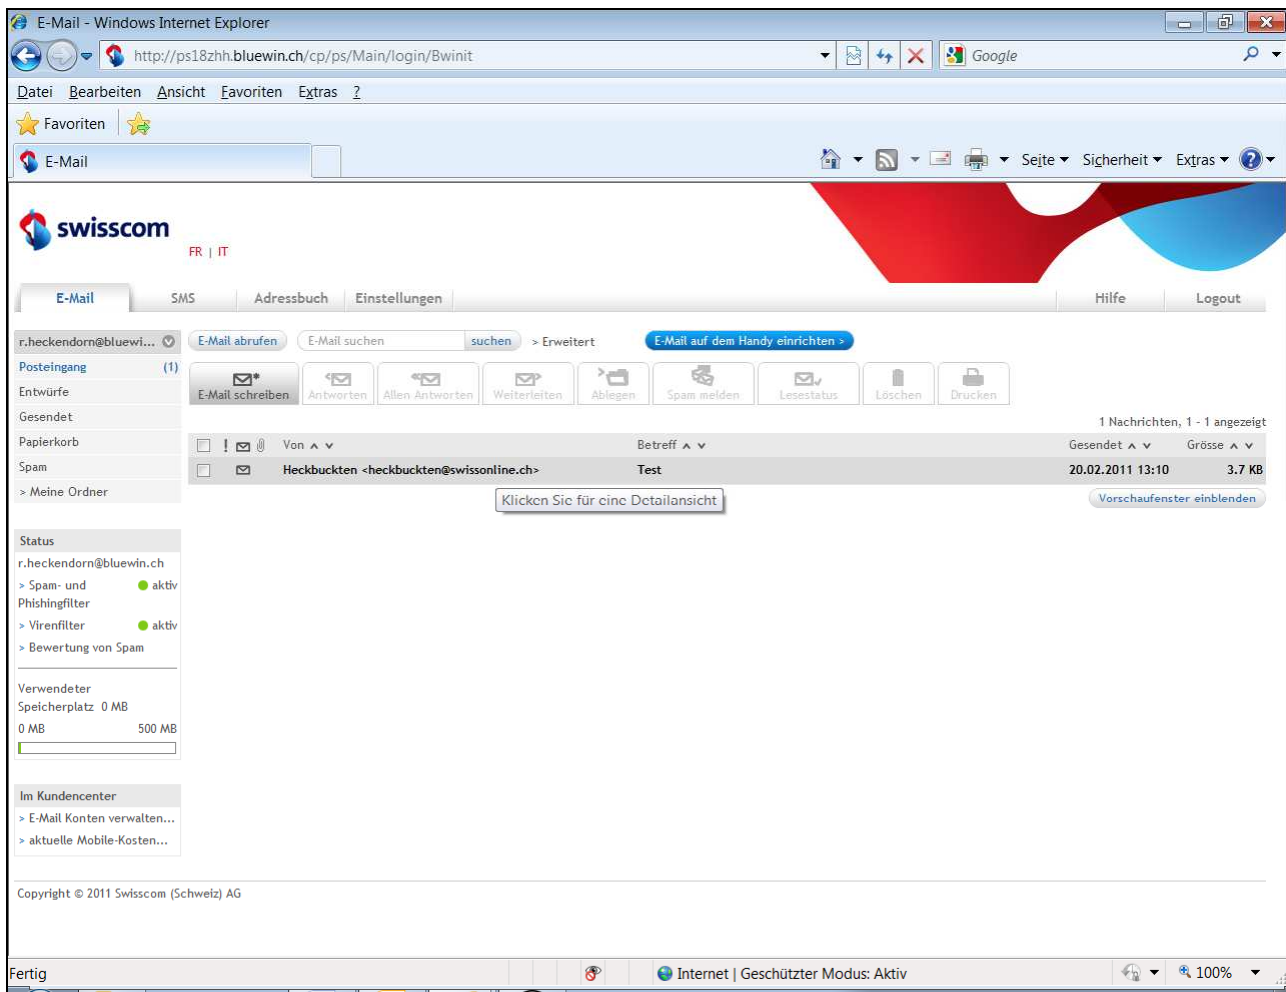 E-Mail - Windows Internet Explorer
http://ps18zhh.bluewin.ch/cp/ps/Main/login/Bwinit
Google
Datei Bearbeiten Ansicht Favoriten Extras ?
Favoriten
E-Mail
Seite Sicherheit Extras
swisscom
FR | IT
E-Mail SMS Adressbuch Einstellungen Hilfe Logout
r.heckendorn@bluewi...
E-Mail abrufen E-Mail suchen suchen > Erweitert E-Mail auf dem Handy einrichten >
Posteingang (1)
Entwürfe
Gesendet
Papierkorb
Spam
> Meine Ordner
E-Mail schreiben Antworten Allen Antworten Weiterleiten Ablegen Spam melden Lesestatus Löschen Drucken
1 Nachrichten, 1 - 1 angezeigt
! Von Betreff Gesendet Grösse
Heckbuckten <heckbuckten@swissonline.ch> Test 20.02.2011 13:10 3.7 KB
Klicken Sie für eine Detailansicht
Vorschaufenster einblenden
Status
r.heckendorn@bluewin.ch
> Spam- und aktiv
Phishingfilter
> Virenfilter aktiv
> Bewertung von Spam
Verwendeter
Speicherplatz 0 MB
0 MB 500 MB
Im Kundencenter
> E-Mail Konten verwalten...
> aktuelle Mobile-Kosten...
Copyright © 2011 Swisscom (Schweiz) AG
Fertig Internet | Geschützter Modus: Aktiv 100%